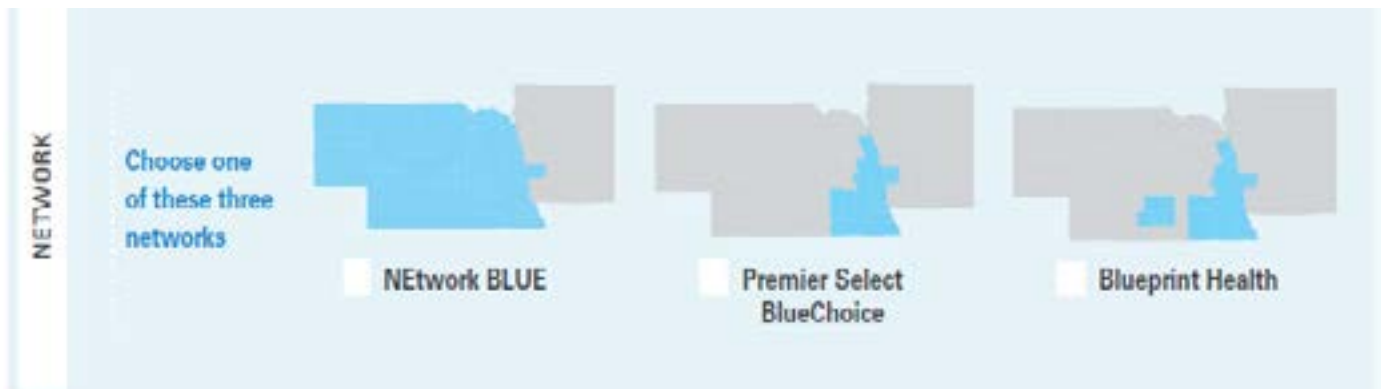 NETWORK
Choose one
of these three
networks
NEtwork BLUE
Premier Select
BlueChoice
Blueprint Health